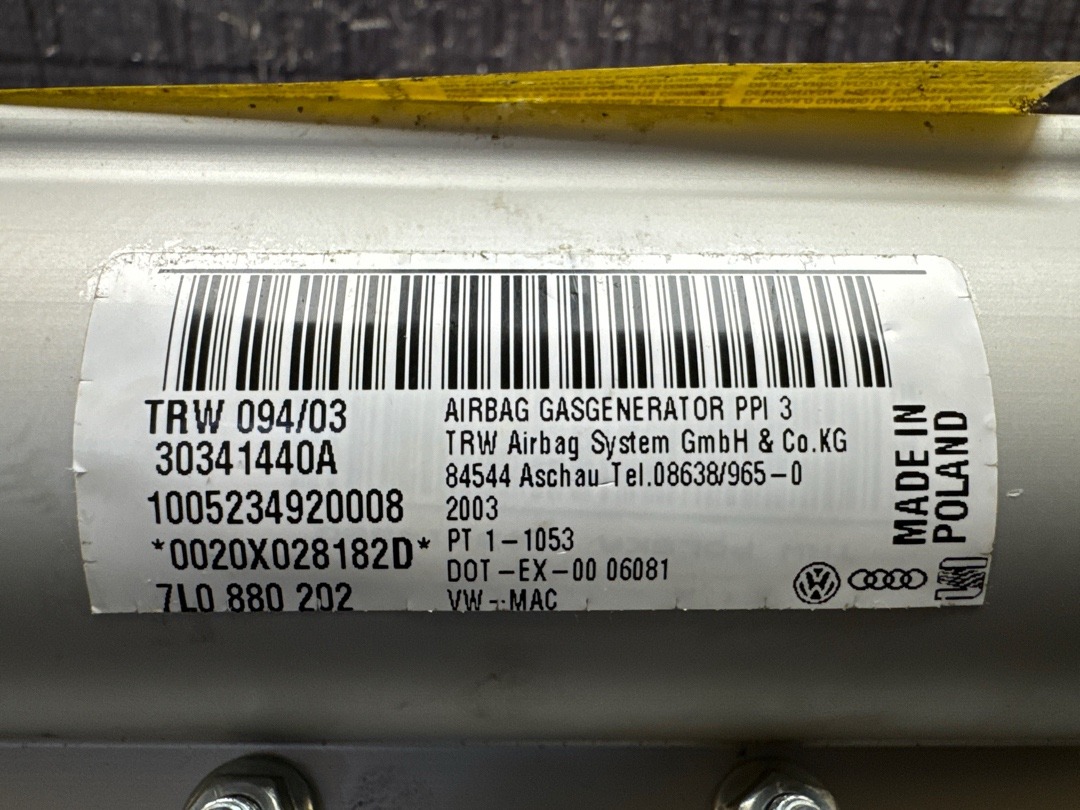 TRW 094/03
30341440A
1005234920008
*0020X028182D*
7L0 880 202
AIRBAG GASGENERATOR PPI 3
TRW Airbag System GmbH & Co.KG
84544 Aschau Tel.08638/965-0
2003
PT 1-1053
DOT-EX-00 06081
VW-MAC
MADE IN
POLAND